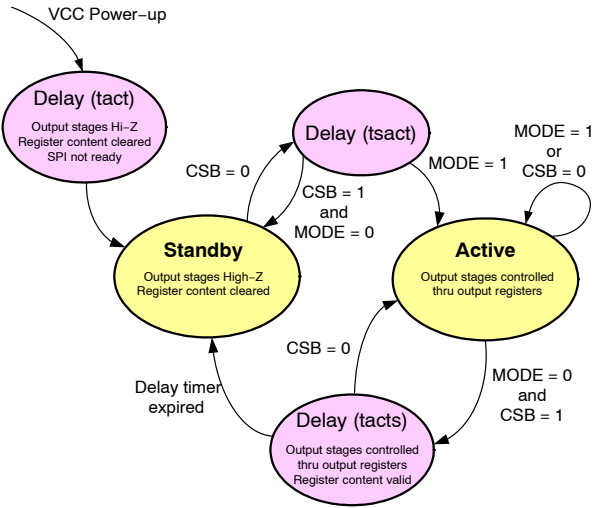 VCC Power−up
Delay (tact)
Output stages Hi−Z
Register content cleared
SPI not ready
Delay (tsact)
CSB = 0
CSB = 1
and
MODE = 0
MODE = 1
MODE = 1
or
CSB = 0
Standby
Output stages High−Z
Register content cleared
Active
Output stages controlled
thru output registers
CSB = 0
Delay timer
expired
MODE = 0
and
CSB = 1
Delay (tacts)
Output stages controlled
thru output registers
Register content valid